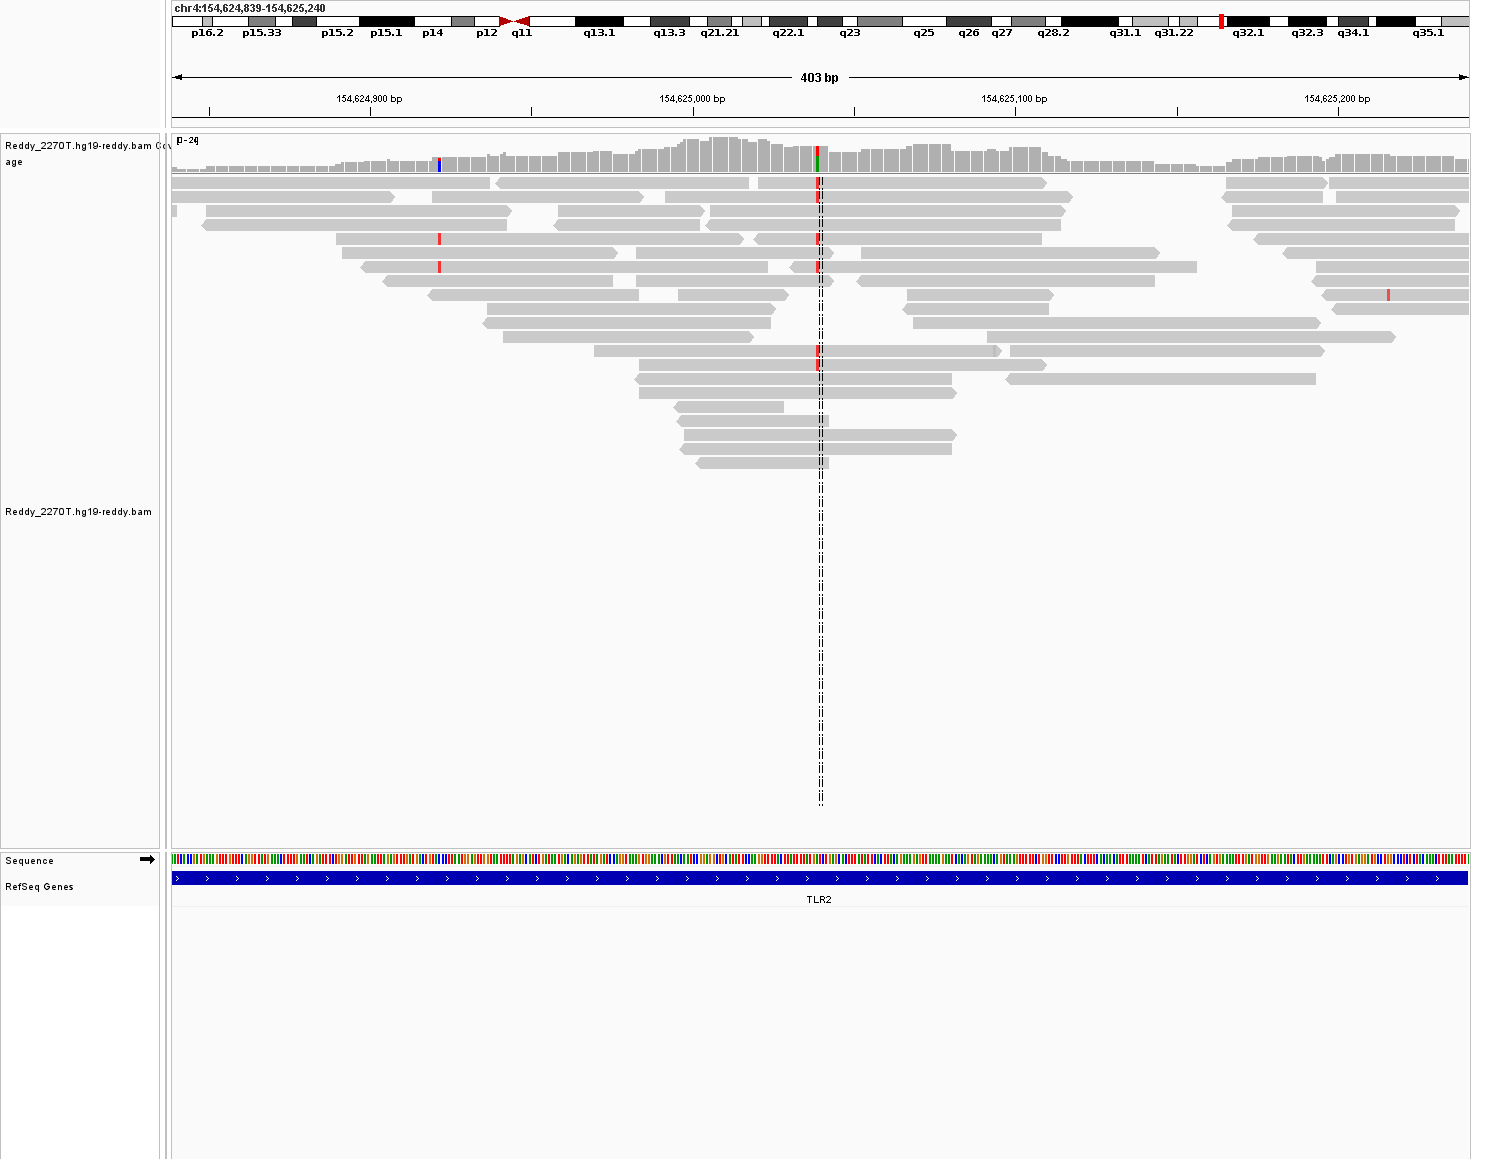 chr4:154,624,839-154,625,240
p16.2 p15.33 p15.2 p15.1 p14 p12 q11 q13.1 q13.3 q21.21 q22.1 q23 q25 q26 q27 q28.2 q31.1 q31.22 q32.1 q32.3 q34.1 q35.1
403 bp
154,624,900 bp 154,625,000 bp 154,625,100 bp 154,625,200 bp
Reddy_2270T.hg19-reddy.bam Cov
age
[0-24]
Reddy_2270T.hg19-reddy.bam
Sequence
RefSeq Genes
TLR2